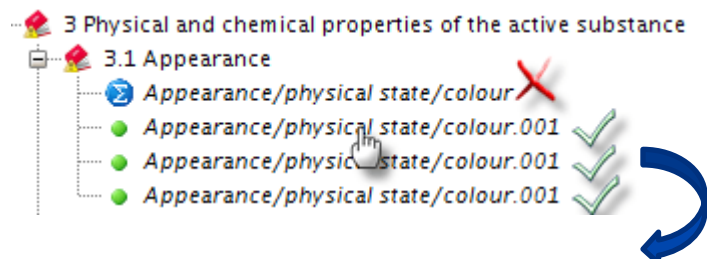 3 Physical and chemical properties of the active substance
3.1 Appearance
Appearance/physical state/colour
Appearance/physical state/colour.001
Appearance/physical state/colour.001
Appearance/physical state/colour.001